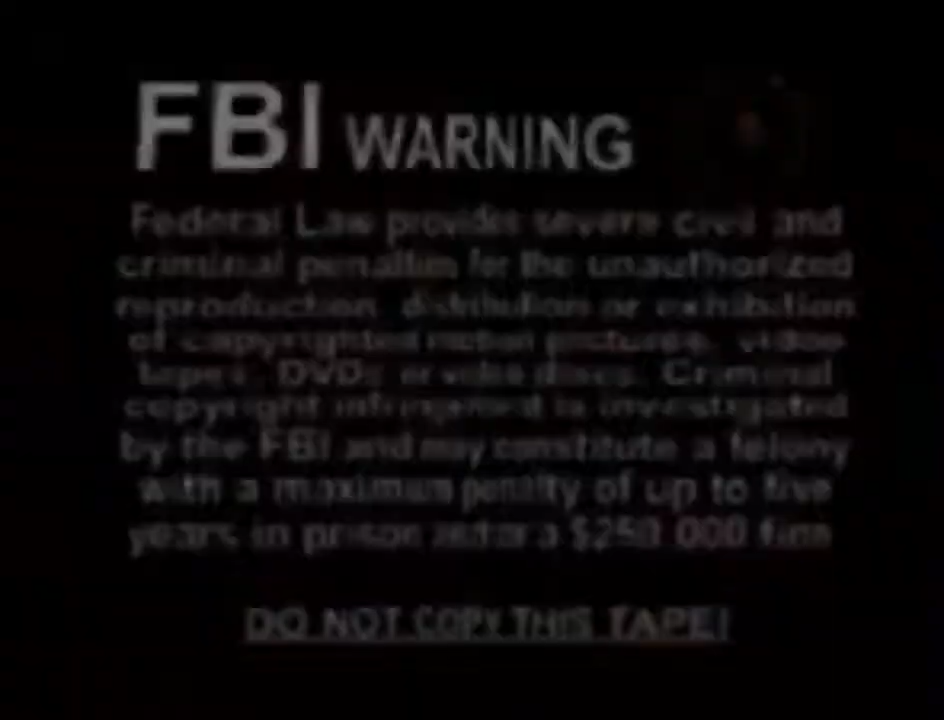 FBI WARNING
Federal Law provides severe civil and
criminal penalties for the unauthorized
reproduction, distribution or exhibition
of copyrighted motion pictures, video
tapes, DVDs or video discs. Criminal
copyright infringement is investigated
by the FBI and may constitute a felony
with a maximum penalty of up to five
years in prison and/or a $250,000 fine
DO NOT COPY THIS TAPE!